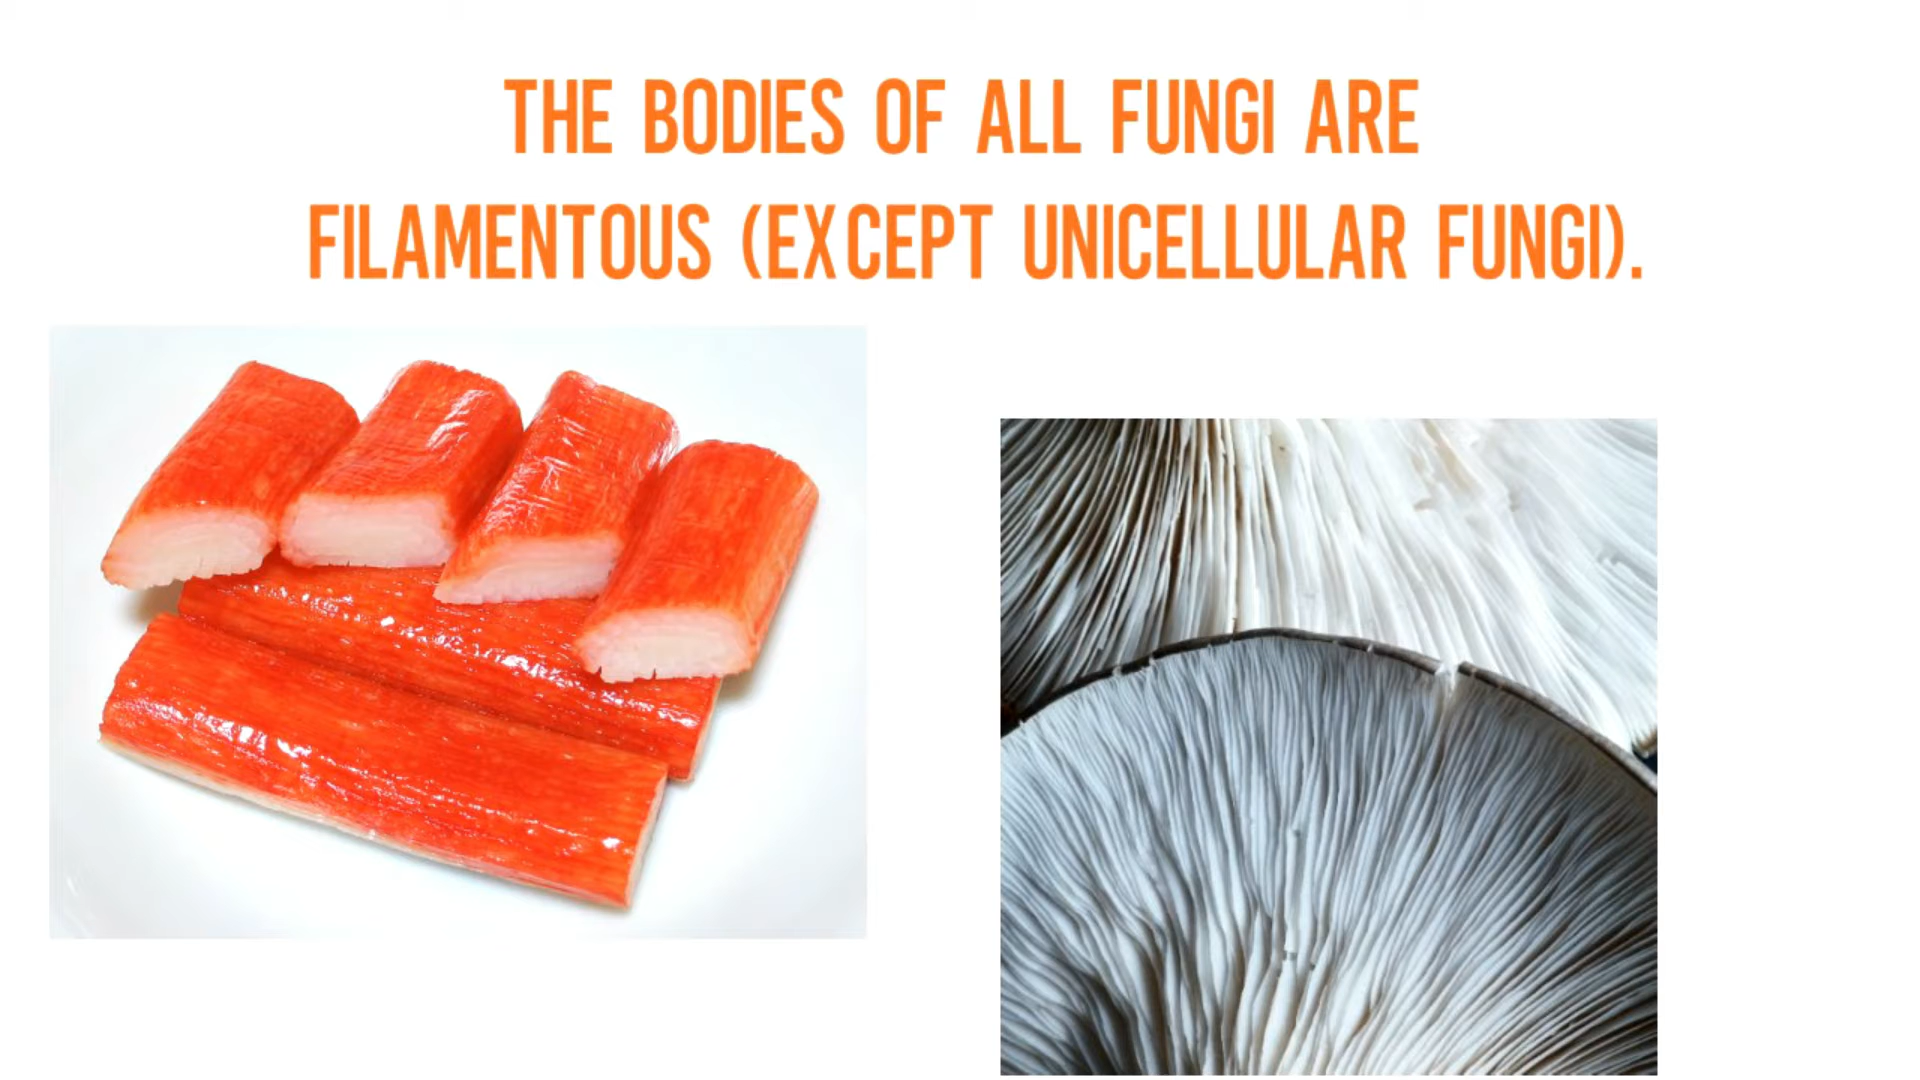 THE BODIES OF ALL FUNGI ARE
FILAMENTOUS (EXCEPT UNICELLULAR FUNGI).